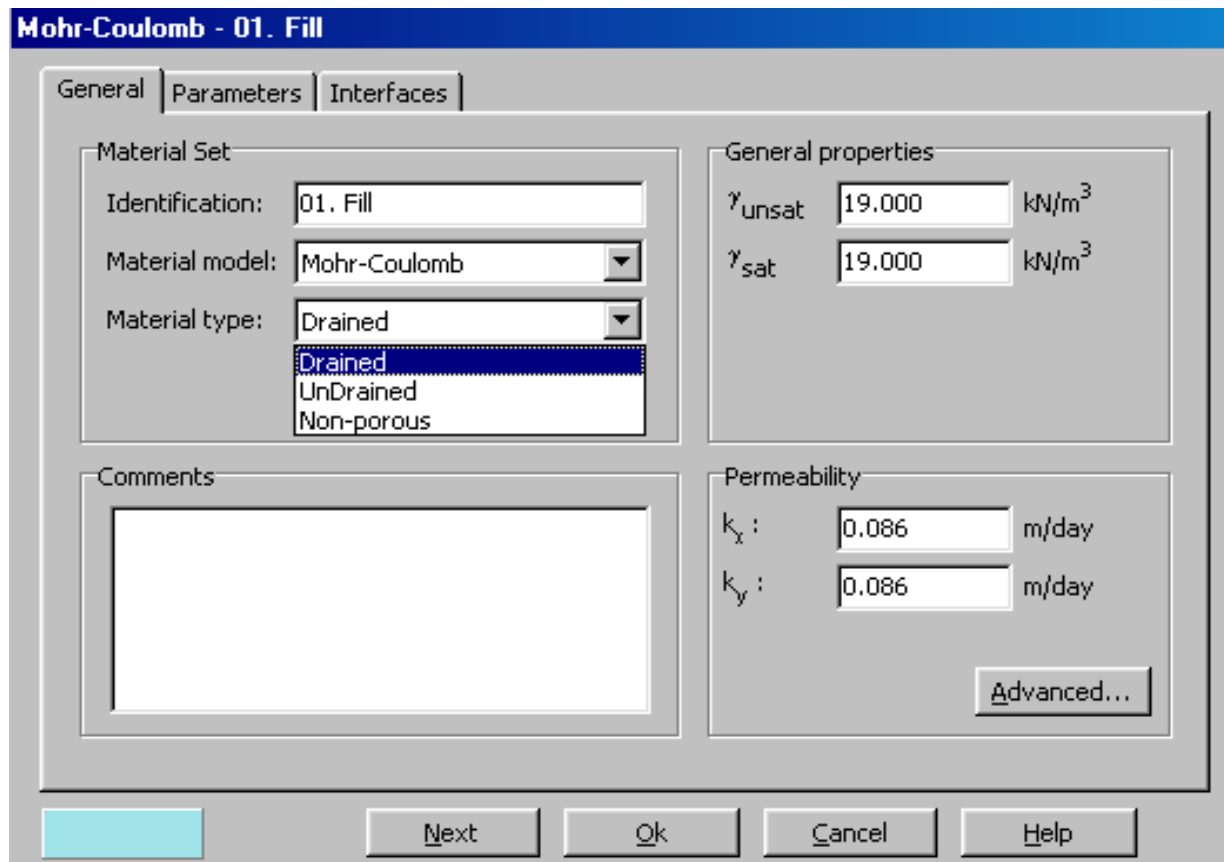 Mohr-Coulomb - 01. Fill
General Parameters Interfaces
Material Set
Identification: 01. Fill
Material model: Mohr-Coulomb
Material type: Drained
Drained
UnDrained
Non-porous
General properties
γunsat 19.000 kN/m³
γsat 19.000 kN/m³
Comments
Permeability
kx : 0.086 m/day
ky : 0.086 m/day
Advanced...
Next Ok Cancel Help